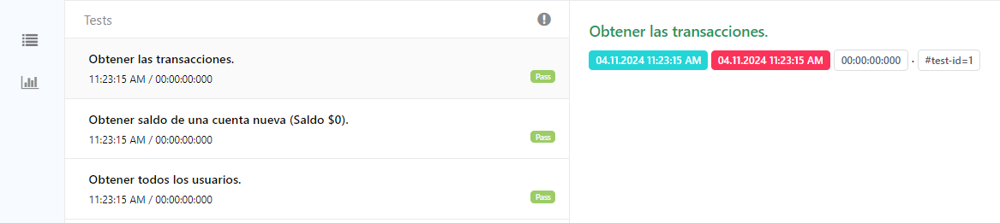 Tests
Obtener las transacciones.
11:23:15 AM / 00:00:00:000
Pass
Obtener saldo de una cuenta nueva (Saldo $0).
11:23:15 AM / 00:00:00:000
Pass
Obtener todos los usuarios.
11:23:15 AM / 00:00:00:000
Pass
Obtener las transacciones.
04.11.2024 11:23:15 AM 04.11.2024 11:23:15 AM 00:00:00:000 · #test-id=1